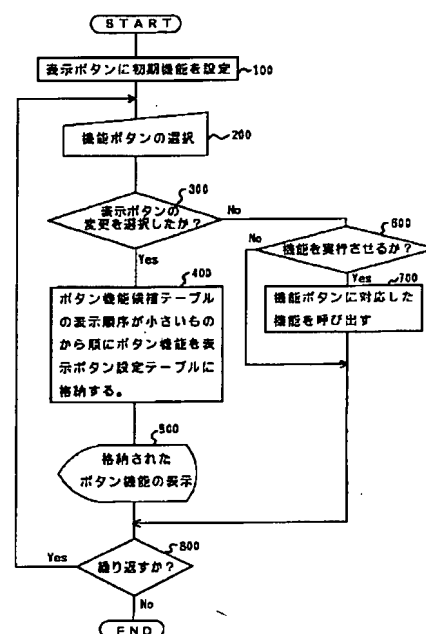 START
表示ボタンに初期機能を設定
100
機能ボタンの選択
200
300
表示ボタンの
変更を選択したか?
No
Yes
600
No
機能を実行させるか?
Yes
700
機能ボタンに対応した
機能を呼び出す
400
ボタン機能候補テーブル
の表示順序が小さいもの
から順にボタン機能を表
示ボタン設定テーブルに
格納する。
500
格納された
ボタン機能の表示
800
Yes
繰り返すか?
No
END